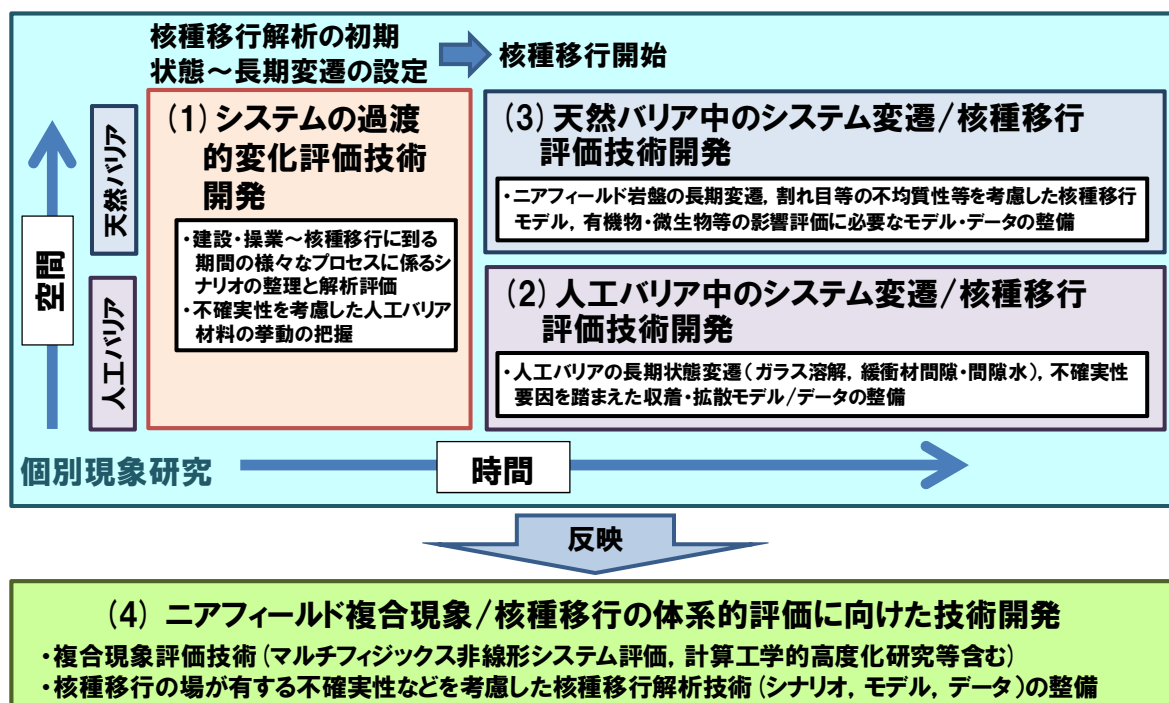 核種移行解析の初期
状態～長期変遷の設定
核種移行開始
空間
天然バリア
人工バリア
(1)システムの過渡
的変化評価技術
開発
・建設・操業～核種移行に到る
期間の様々なプロセスに係るシ
ナリオの整理と解析評価
・不確実性を考慮した人工バリア
材料の挙動の把握
(3)天然バリア中のシステム変遷/核種移行
評価技術開発
・ニアフィールド岩盤の長期変遷,割れ目等の不均質性等を考慮した核種移行
モデル,有機物・微生物等の影響評価に必要なモデル・データの整備
(2)人工バリア中のシステム変遷/核種移行
評価技術開発
・人工バリアの長期状態変遷(ガラス溶解,緩衝材間隙・間隙水),不確実性
要因を踏まえた収着・拡散モデル/データの整備
個別現象研究
時間
反映
(4) ニアフィールド複合現象/核種移行の体系的評価に向けた技術開発
・複合現象評価技術(マルチフィジックス非線形システム評価,計算工学的高度化研究等含む)
・核種移行の場が有する不確実性などを考慮した核種移行解析技術(シナリオ,モデル,データ)の整備